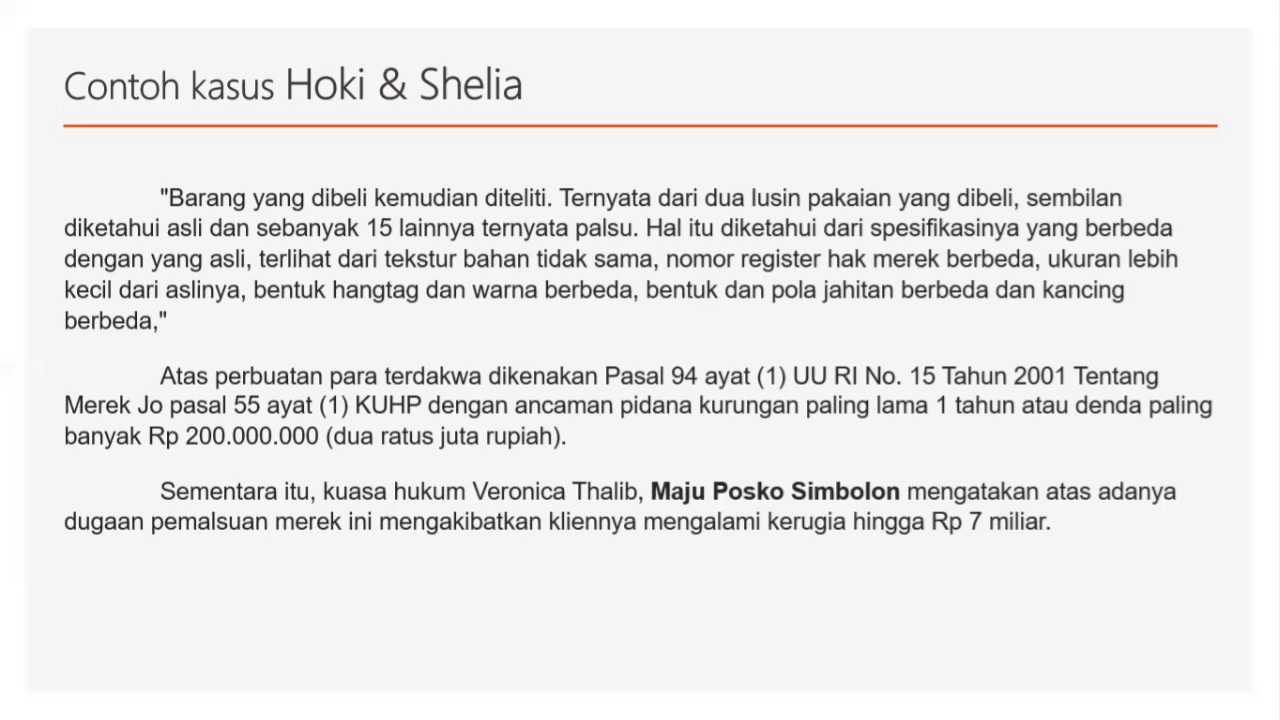 Contoh kasus Hoki & Shelia
"Barang yang dibeli kemudian diteliti. Ternyata dari dua lusin pakaian yang dibeli, sembilan
diketahui asli dan sebanyak 15 lainnya ternyata palsu. Hal itu diketahui dari spesifikasinya yang berbeda
dengan yang asli, terlihat dari tekstur bahan tidak sama, nomor register hak merek berbeda, ukuran lebih
kecil dari aslinya, bentuk hangtag dan warna berbeda, bentuk dan pola jahitan berbeda dan kancing
berbeda,"
Atas perbuatan para terdakwa dikenakan Pasal 94 ayat (1) UU RI No. 15 Tahun 2001 Tentang
Merek Jo pasal 55 ayat (1) KUHP dengan ancaman pidana kurungan paling lama 1 tahun atau denda paling
banyak Rp 200.000.000 (dua ratus juta rupiah).
Sementara itu, kuasa hukum Veronica Thalib, Maju Posko Simbolon mengatakan atas adanya
dugaan pemalsuan merek ini mengakibatkan kliennya mengalami kerugia hingga Rp 7 miliar.